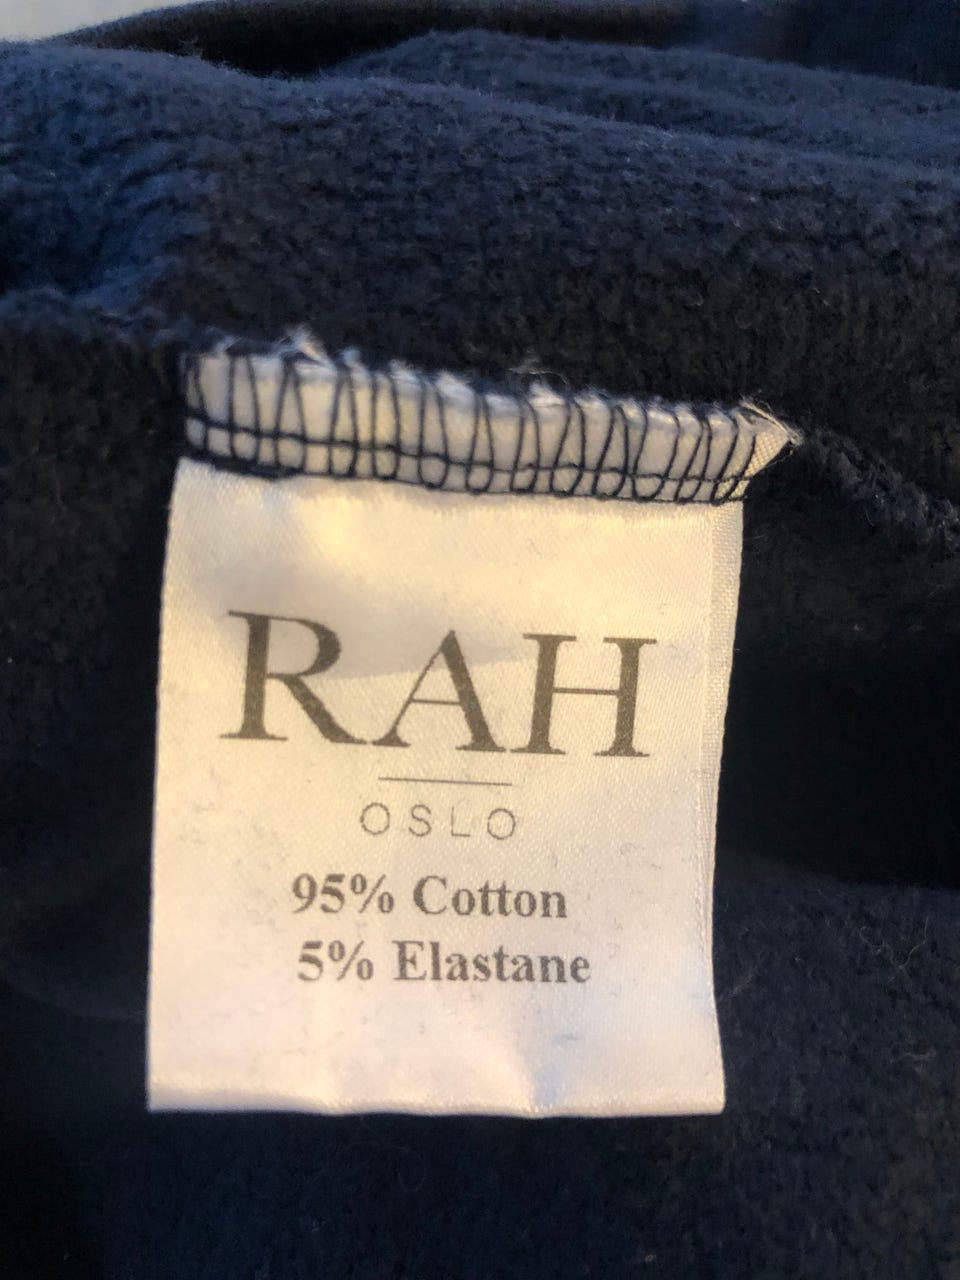 RAH
OSLO
95% Cotton
5% Elastane